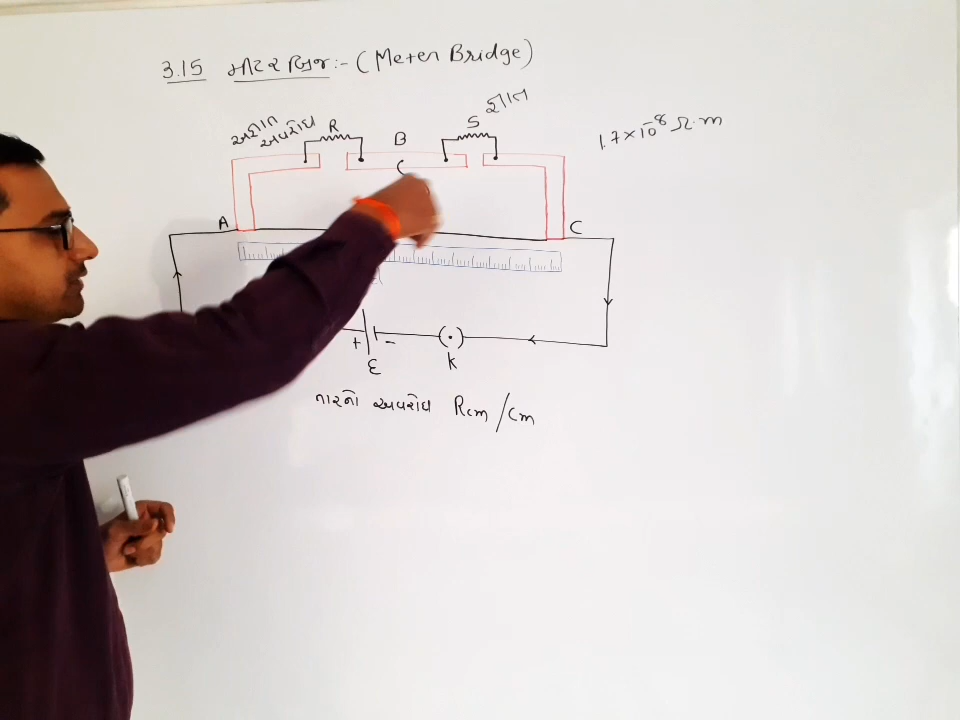 3.15 મીટર બ્રિજ :- (Meter Bridge)
અજ્ઞાત
અવરોધ R
S જ્ઞાત
B
C
1.7 × 10⁻⁸ Ω·m
A
C
+ -
ε
K
તારનો અવરોધ Rcm / cm